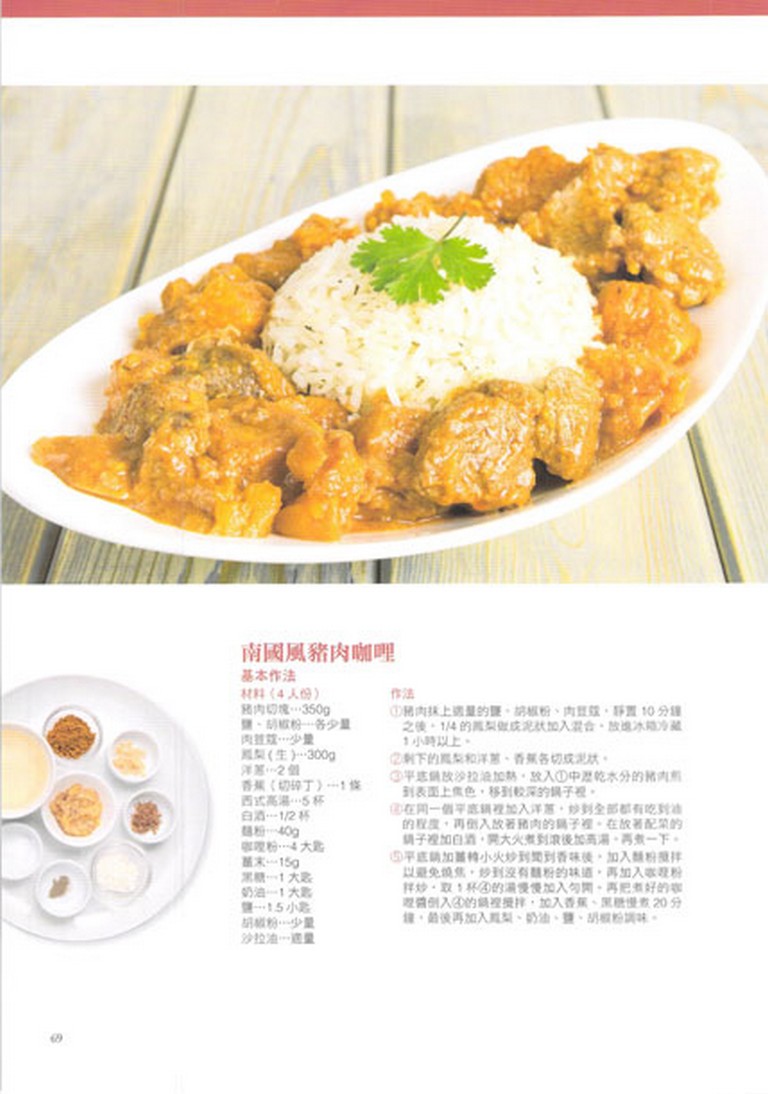 南國風豬肉咖哩
基本作法
材料（4 人份）
豬肉切塊…350g
鹽、胡椒粉…各少量
肉荳蔻…少量
鳳梨 ( 生 )…300g
洋蔥…2 個
香蕉（切碎丁）…1 條
西式高湯…5 杯
白酒…1/2 杯
麵粉…40g
咖哩粉…4 大匙
薑末…15g
黑糖…1 大匙
奶油…1 大匙
鹽…1.5 小匙
胡椒粉…少量
沙拉油…適量
作法
①豬肉抹上適量的鹽、胡椒粉、肉荳蔻，靜置 10 分鐘
之後，1/4 的鳳梨做成泥狀加入混合，放進冰箱冷藏
1 小時以上。
②剩下的鳳梨和洋蔥、香蕉各切成泥狀。
③平底鍋放沙拉油加熱，放入①中瀝乾水分的豬肉煎
到表面上焦色，移到較深的鍋子裡。
④在同一個平底鍋裡加入洋蔥，炒到全部都有吃到油
的程度，再倒入放著豬肉的鍋子裡。在放著配菜的
鍋子裡加白酒，開大火煮到滾後加高湯，再煮一下。
⑤平底鍋加薑轉小火炒到聞到香味後，加入麵粉攪拌
以避免燒焦，炒到沒有麵粉的味道，再加入咖哩粉
拌炒，取 1 杯④的湯慢慢加入勻開。再把煮好的咖
哩醬倒入④的鍋裡攪拌，加入香蕉、黑糖慢煮 20 分
鐘，最後再加入鳳梨、奶油、鹽、胡椒粉調味。
69